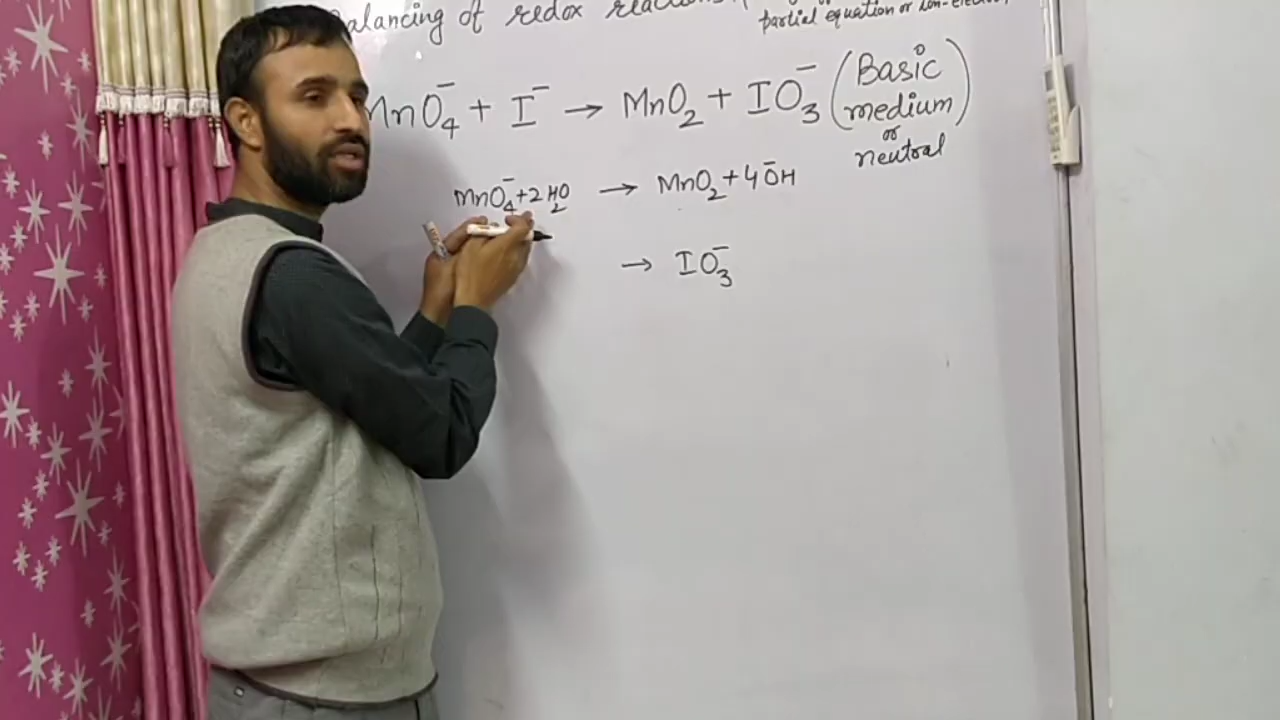 Balancing of redox reactions
partial equation or ion-electron
MnO₄⁻ + I⁻ → MnO₂ + IO₃⁻ (Basic medium or neutral)
MnO₄⁻ + 2H₂O → MnO₂ + 4ŌH
→ IO₃⁻